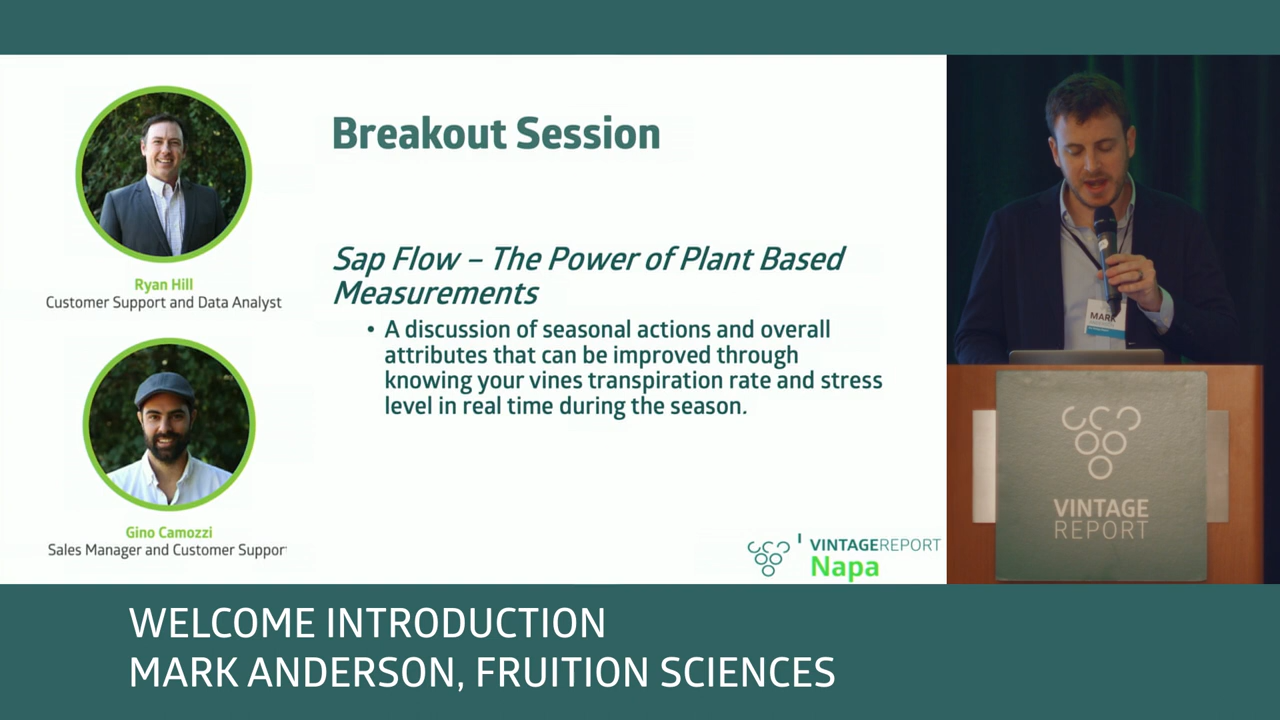 Breakout Session
Ryan Hill
Customer Support and Data Analyst
Sap Flow – The Power of Plant Based
Measurements
• A discussion of seasonal actions and overall
attributes that can be improved through
knowing your vines transpiration rate and stress
level in real time during the season.
Gino Camozzi
Sales Manager and Customer Suppor
VINTAGEREPORT
Napa
MARK
VINTAGE
REPORT
WELCOME INTRODUCTION
MARK ANDERSON, FRUITION SCIENCES